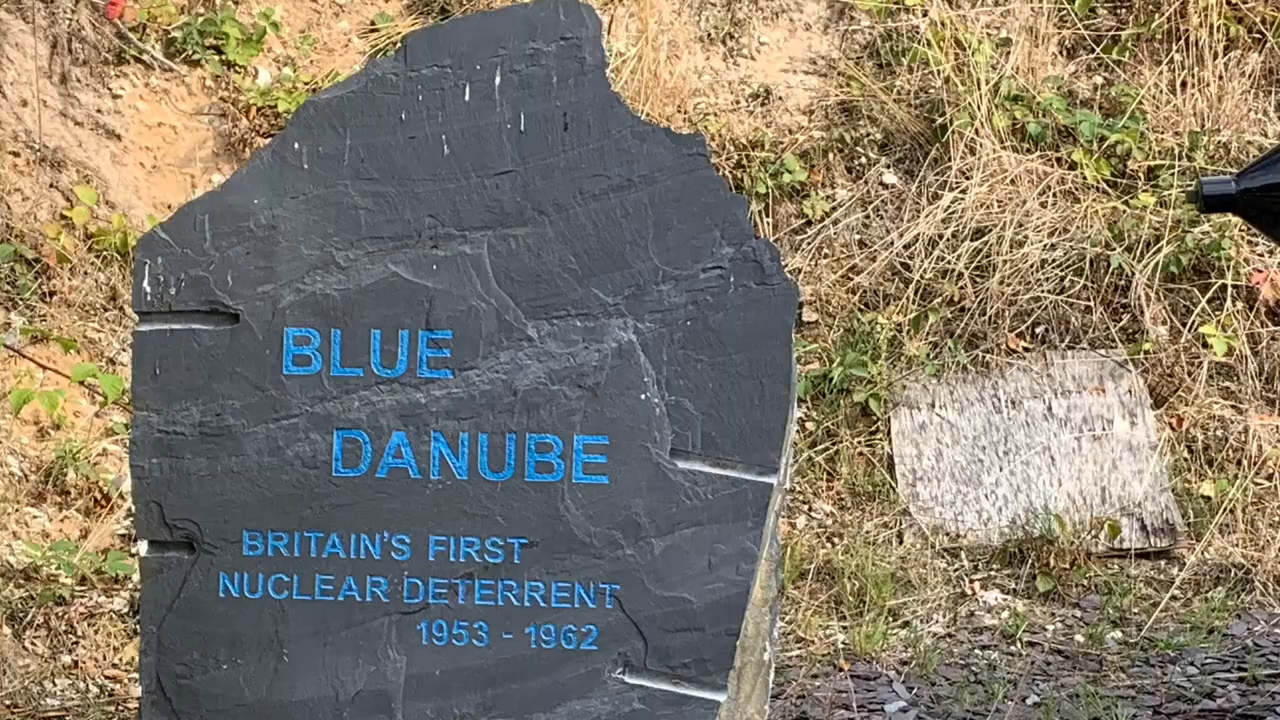 BLUE
DANUBE
BRITAIN'S FIRST
NUCLEAR DETERRENT
1953 - 1962